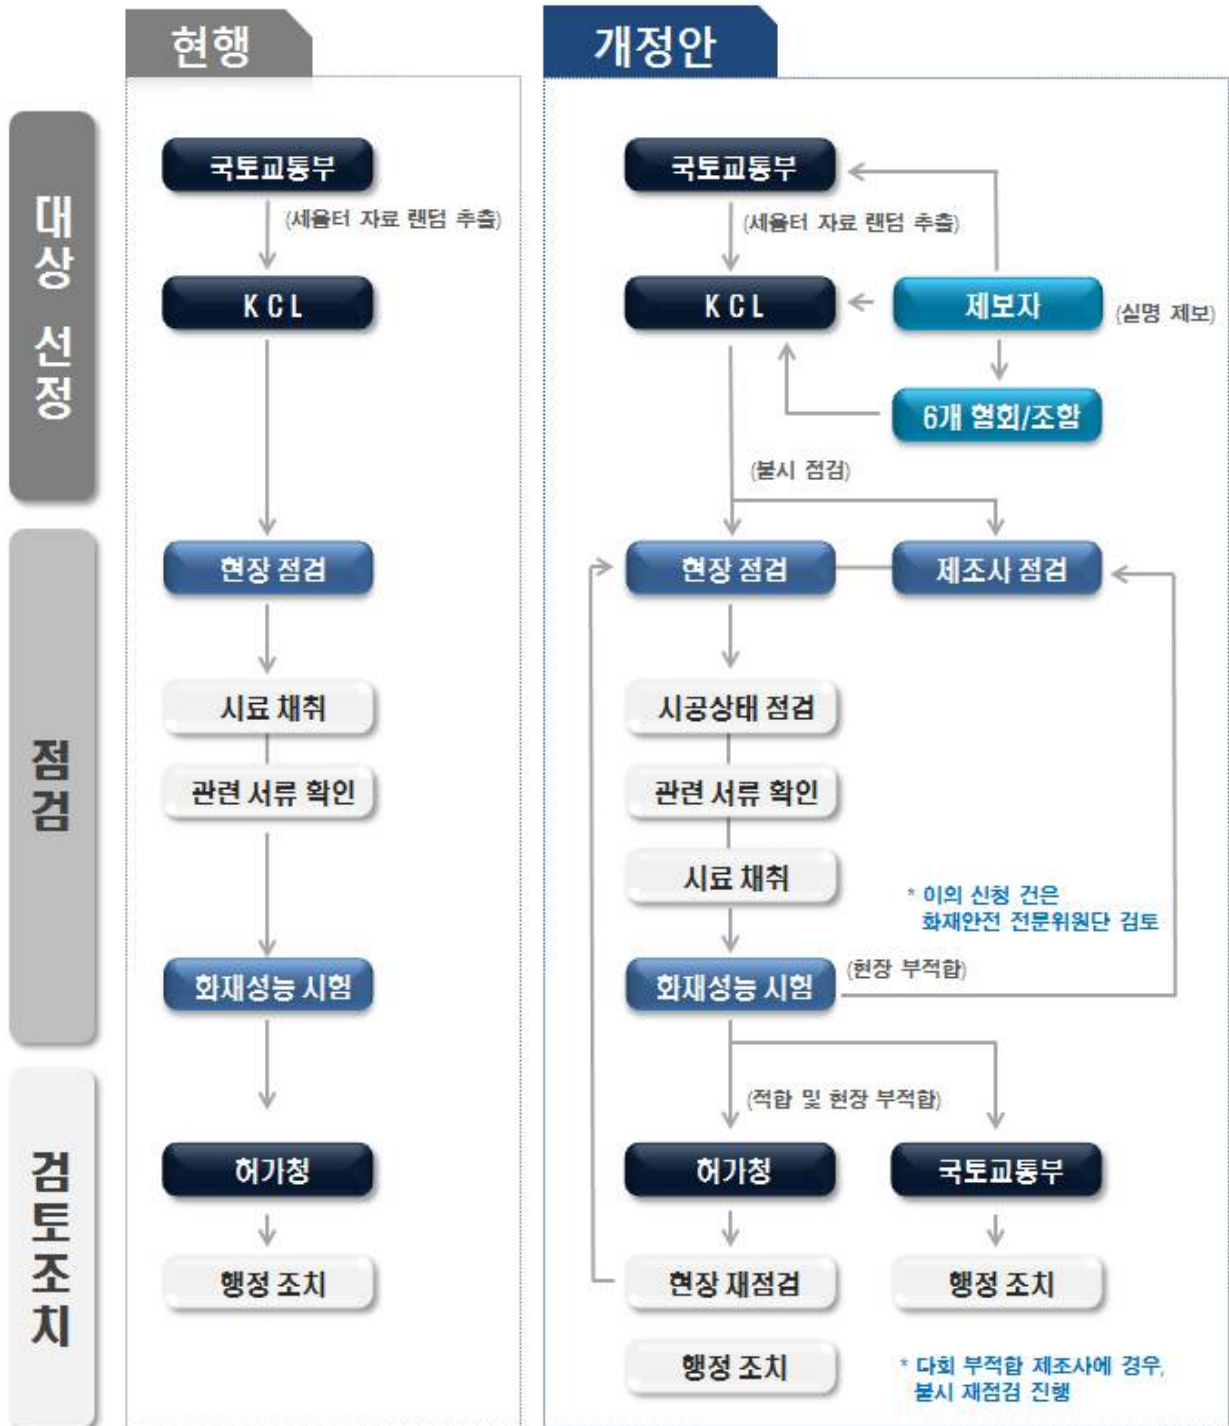 현행
개정안
대상 선정
국토교통부
(세움터 자료 랜덤 추출)
KCL
국토교통부
(세움터 자료 랜덤 추출)
KCL
제보자
(실명 제보)
6개 협회/조합
(불시 점검)
점검
현장 점검
시료 채취
관련 서류 확인
화재성능 시험
현장 점검
제조사 점검
시공상태 점검
관련 서류 확인
시료 채취
* 이의 신청 건은
화재안전 전문위원단 검토
화재성능 시험
(현장 부적합)
검토조치
허가청
행정 조치
(적합 및 현장 부적합)
허가청
국토교통부
현장 재점검
행정 조치
행정 조치
* 다회 부적합 제조사에 경우,
불시 재점검 진행